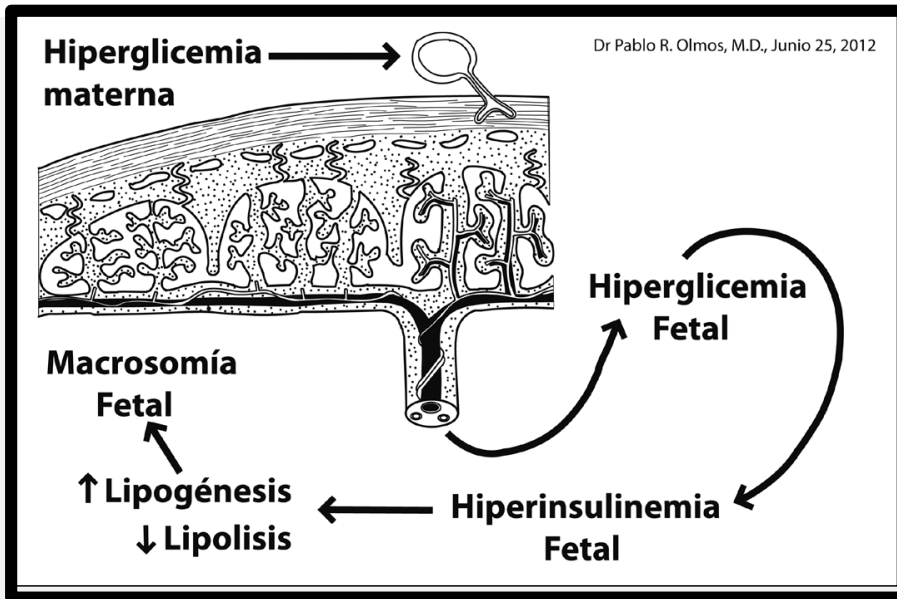 Hiperglicemia
materna
Dr Pablo R. Olmos, M.D., Junio 25, 2012
Hiperglicemia
Fetal
Macrosomía
Fetal
↑ Lipogénesis
↓ Lipolisis
Hiperinsulinemia
Fetal